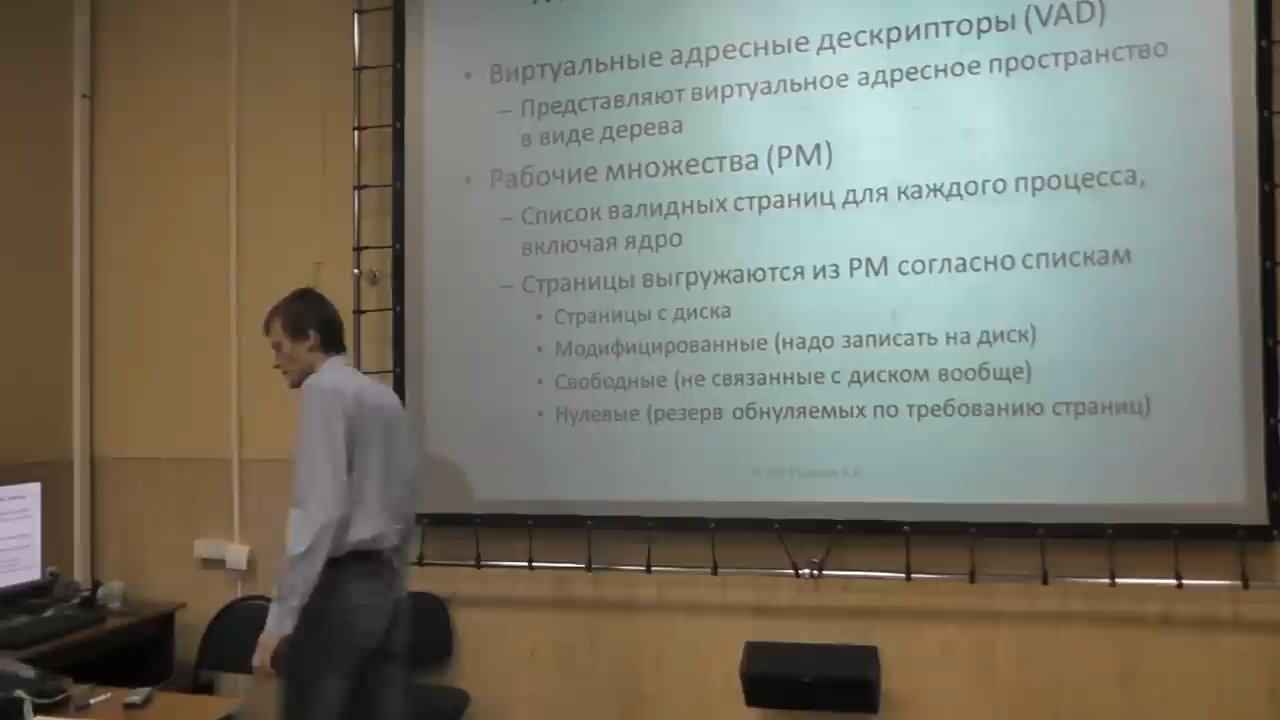 • Виртуальные адресные дескрипторы (VAD)
– Представляют виртуальное адресное пространство
в виде дерева
• Рабочие множества (РМ)
– Список валидных страниц для каждого процесса,
включая ядро
– Страницы выгружаются из РМ согласно спискам
• Страницы с диска
• Модифицированные (надо записать на диск)
• Свободные (не связанные с диском вообще)
• Нулевые (резерв обнуляемых по требованию страниц)